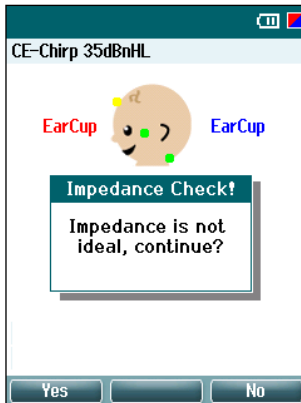 CE-Chirp 35dBnHL
EarCup EarCup
Impedance Check!
Impedance is not
ideal, continue?
Yes No